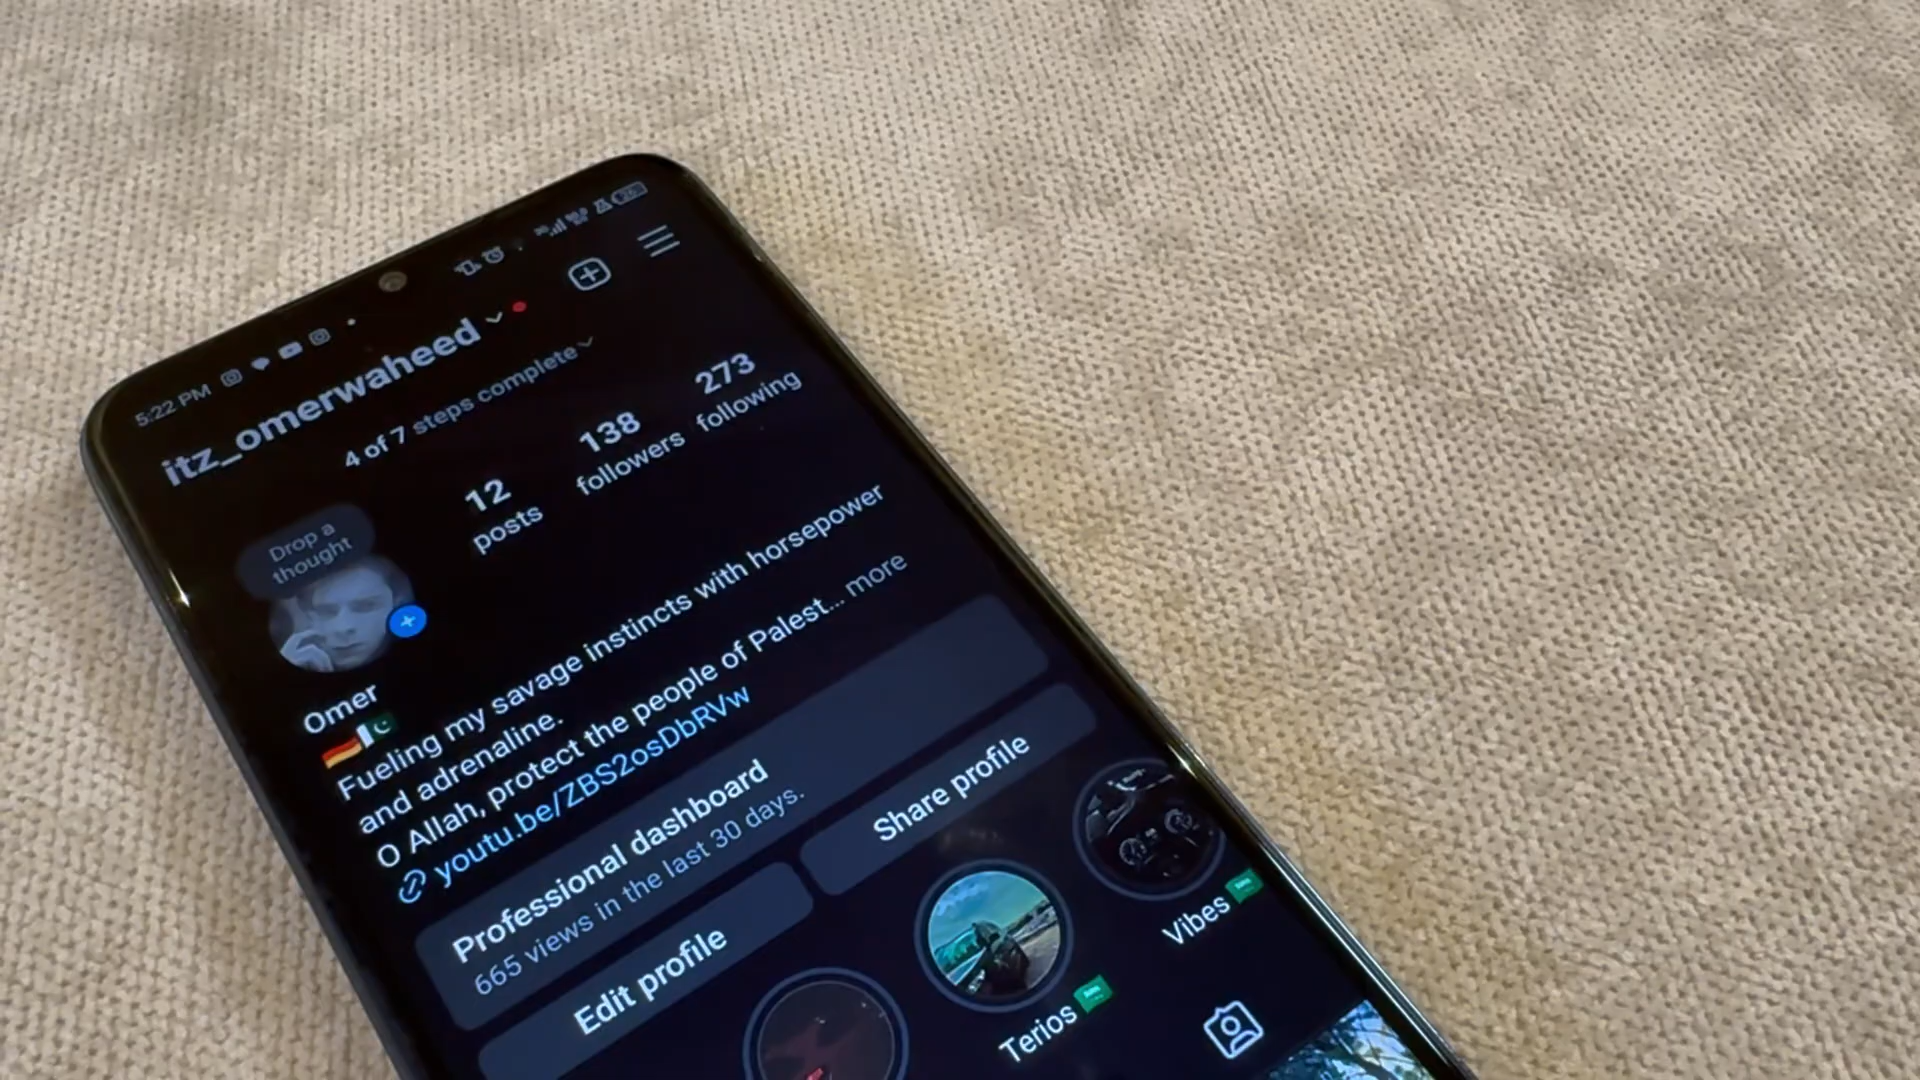 5:22 PM
itz_omerwaheed
4 of 7 steps complete
12
posts
138
followers
273
following
Drop a
thought
Omer
Fueling my savage instincts with horsepower
and adrenaline.
O Allah, protect the people of Palest... more
youtu.be/ZBS2osDbRVw
Professional dashboard
665 views in the last 30 days.
Edit profile
Share profile
Terios
Vibes